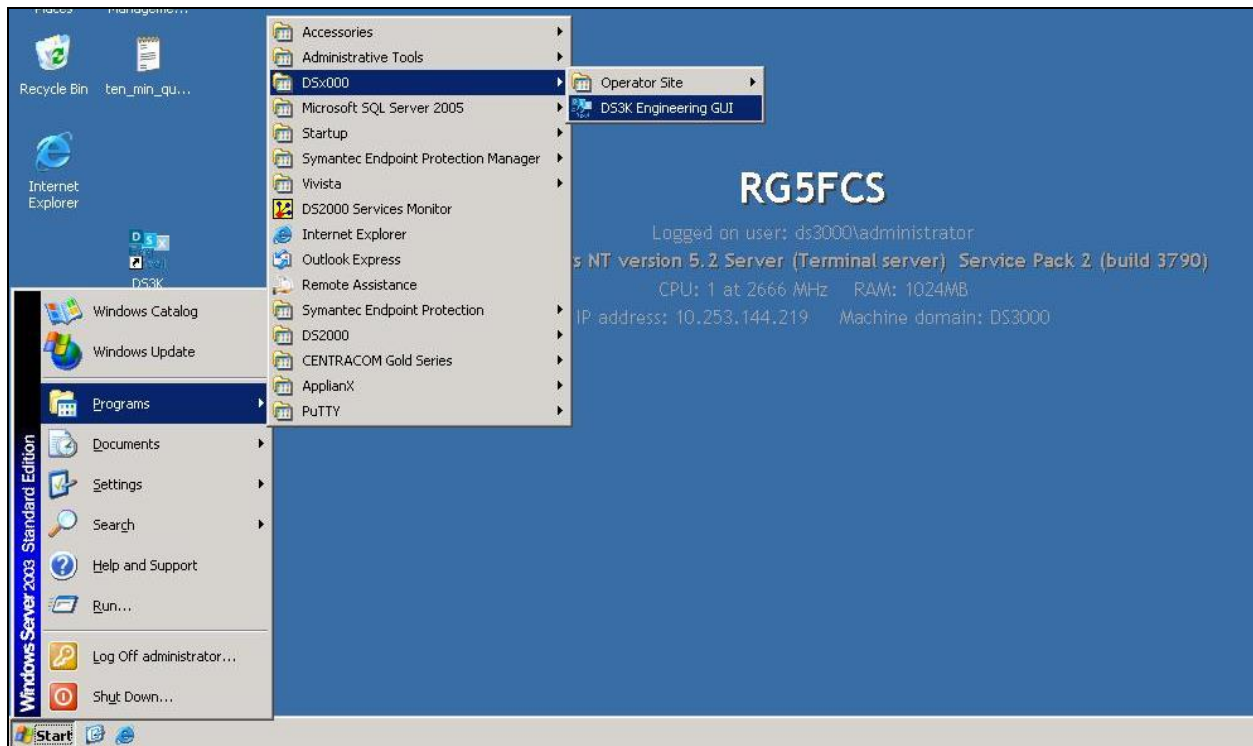 Places Management...
Recycle Bin
ten_min_qu...
Internet
Explorer
DS3K
Windows Server 2003 Standard Edition
Windows Catalog
Windows Update
Programs
Documents
Settings
Search
Help and Support
Run...
Log Off administrator...
Shut Down...
Start
Accessories
Administrative Tools
DSx000
Microsoft SQL Server 2005
Startup
Symantec Endpoint Protection Manager
Vivista
DS2000 Services Monitor
Internet Explorer
Outlook Express
Remote Assistance
Symantec Endpoint Protection
DS2000
CENTRACOM Gold Series
ApplianX
PuTTY
Operator Site
DS3K Engineering GUI
RG5FCS
Logged on user: ds3000\administrator
s NT version 5.2 Server (Terminal server) Service Pack 2 (build 3790)
CPU: 1 at 2666 MHz RAM: 1024MB
IP address: 10.253.144.219 Machine domain: DS3000